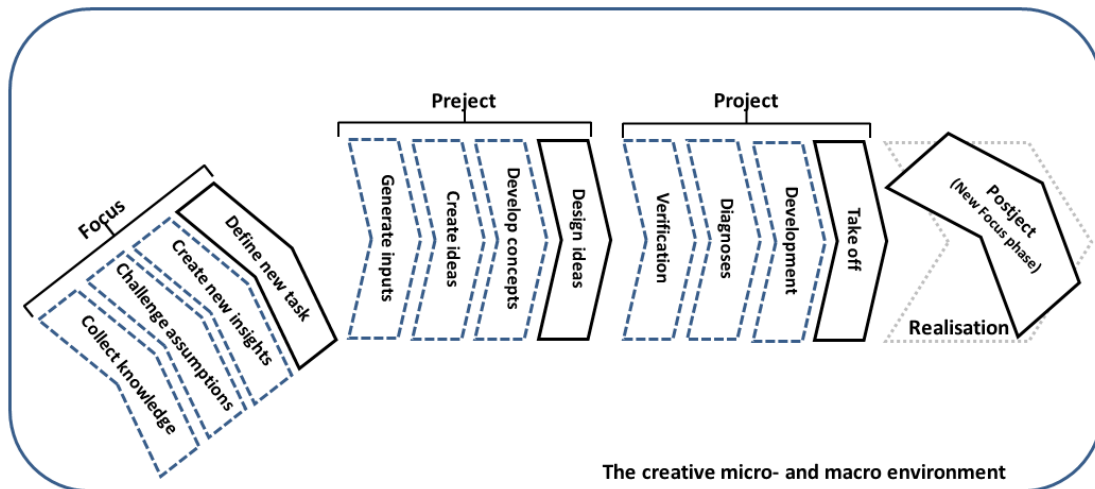 Focus
Collect knowledge
Challenge assumptions
Create new insights
Define new task
Preject
Generate inputs
Create ideas
Develop concepts
Design ideas
Project
Verification
Diagnoses
Development
Take off
Postject
(New Focus phase)
Realisation
The creative micro- and macro environment